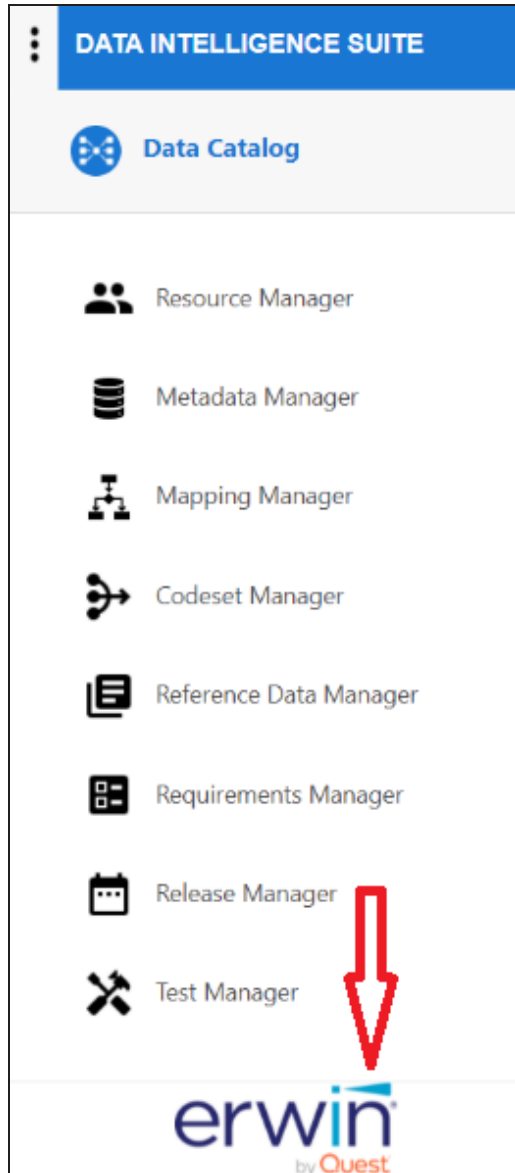 DATA INTELLIGENCE SUITE
Data Catalog
Resource Manager
Metadata Manager
Mapping Manager
Codeset Manager
Reference Data Manager
Requirements Manager
Release Manager
Test Manager
erwin
by Quest